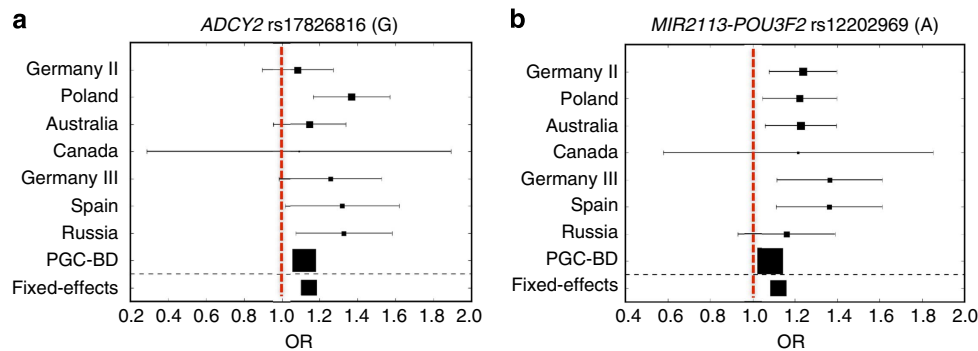 a
ADCY2 rs17826816 (G)
Germany II
Poland
Australia
Canada
Germany III
Spain
Russia
PGC-BD
Fixed-effects
0.2 0.4 0.6 0.8 1.0 1.2 1.4 1.6 1.8 2.0
OR
b
MIR2113-POU3F2 rs12202969 (A)
Germany II
Poland
Australia
Canada
Germany III
Spain
Russia
PGC-BD
Fixed-effects
0.4 0.6 0.8 1.0 1.2 1.4 1.6 1.8 2.0
OR